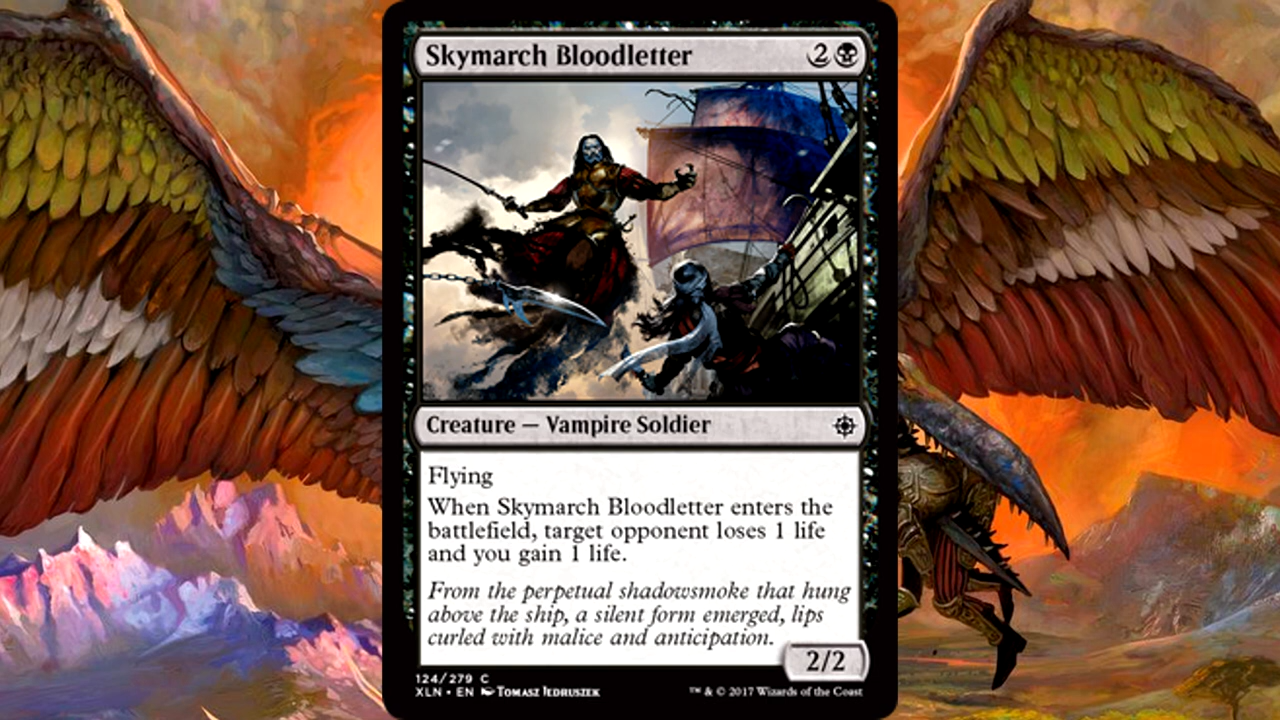 Skymarch Bloodletter 2
Creature — Vampire Soldier
Flying
When Skymarch Bloodletter enters the
battlefield, target opponent loses 1 life
and you gain 1 life.
From the perpetual shadowsmoke that hung
above the ship, a silent form emerged, lips
curled with malice and anticipation.
2/2
124/279 C
XLN • EN Tomasz Jedruszek
™ & © 2017 Wizards of the Coast